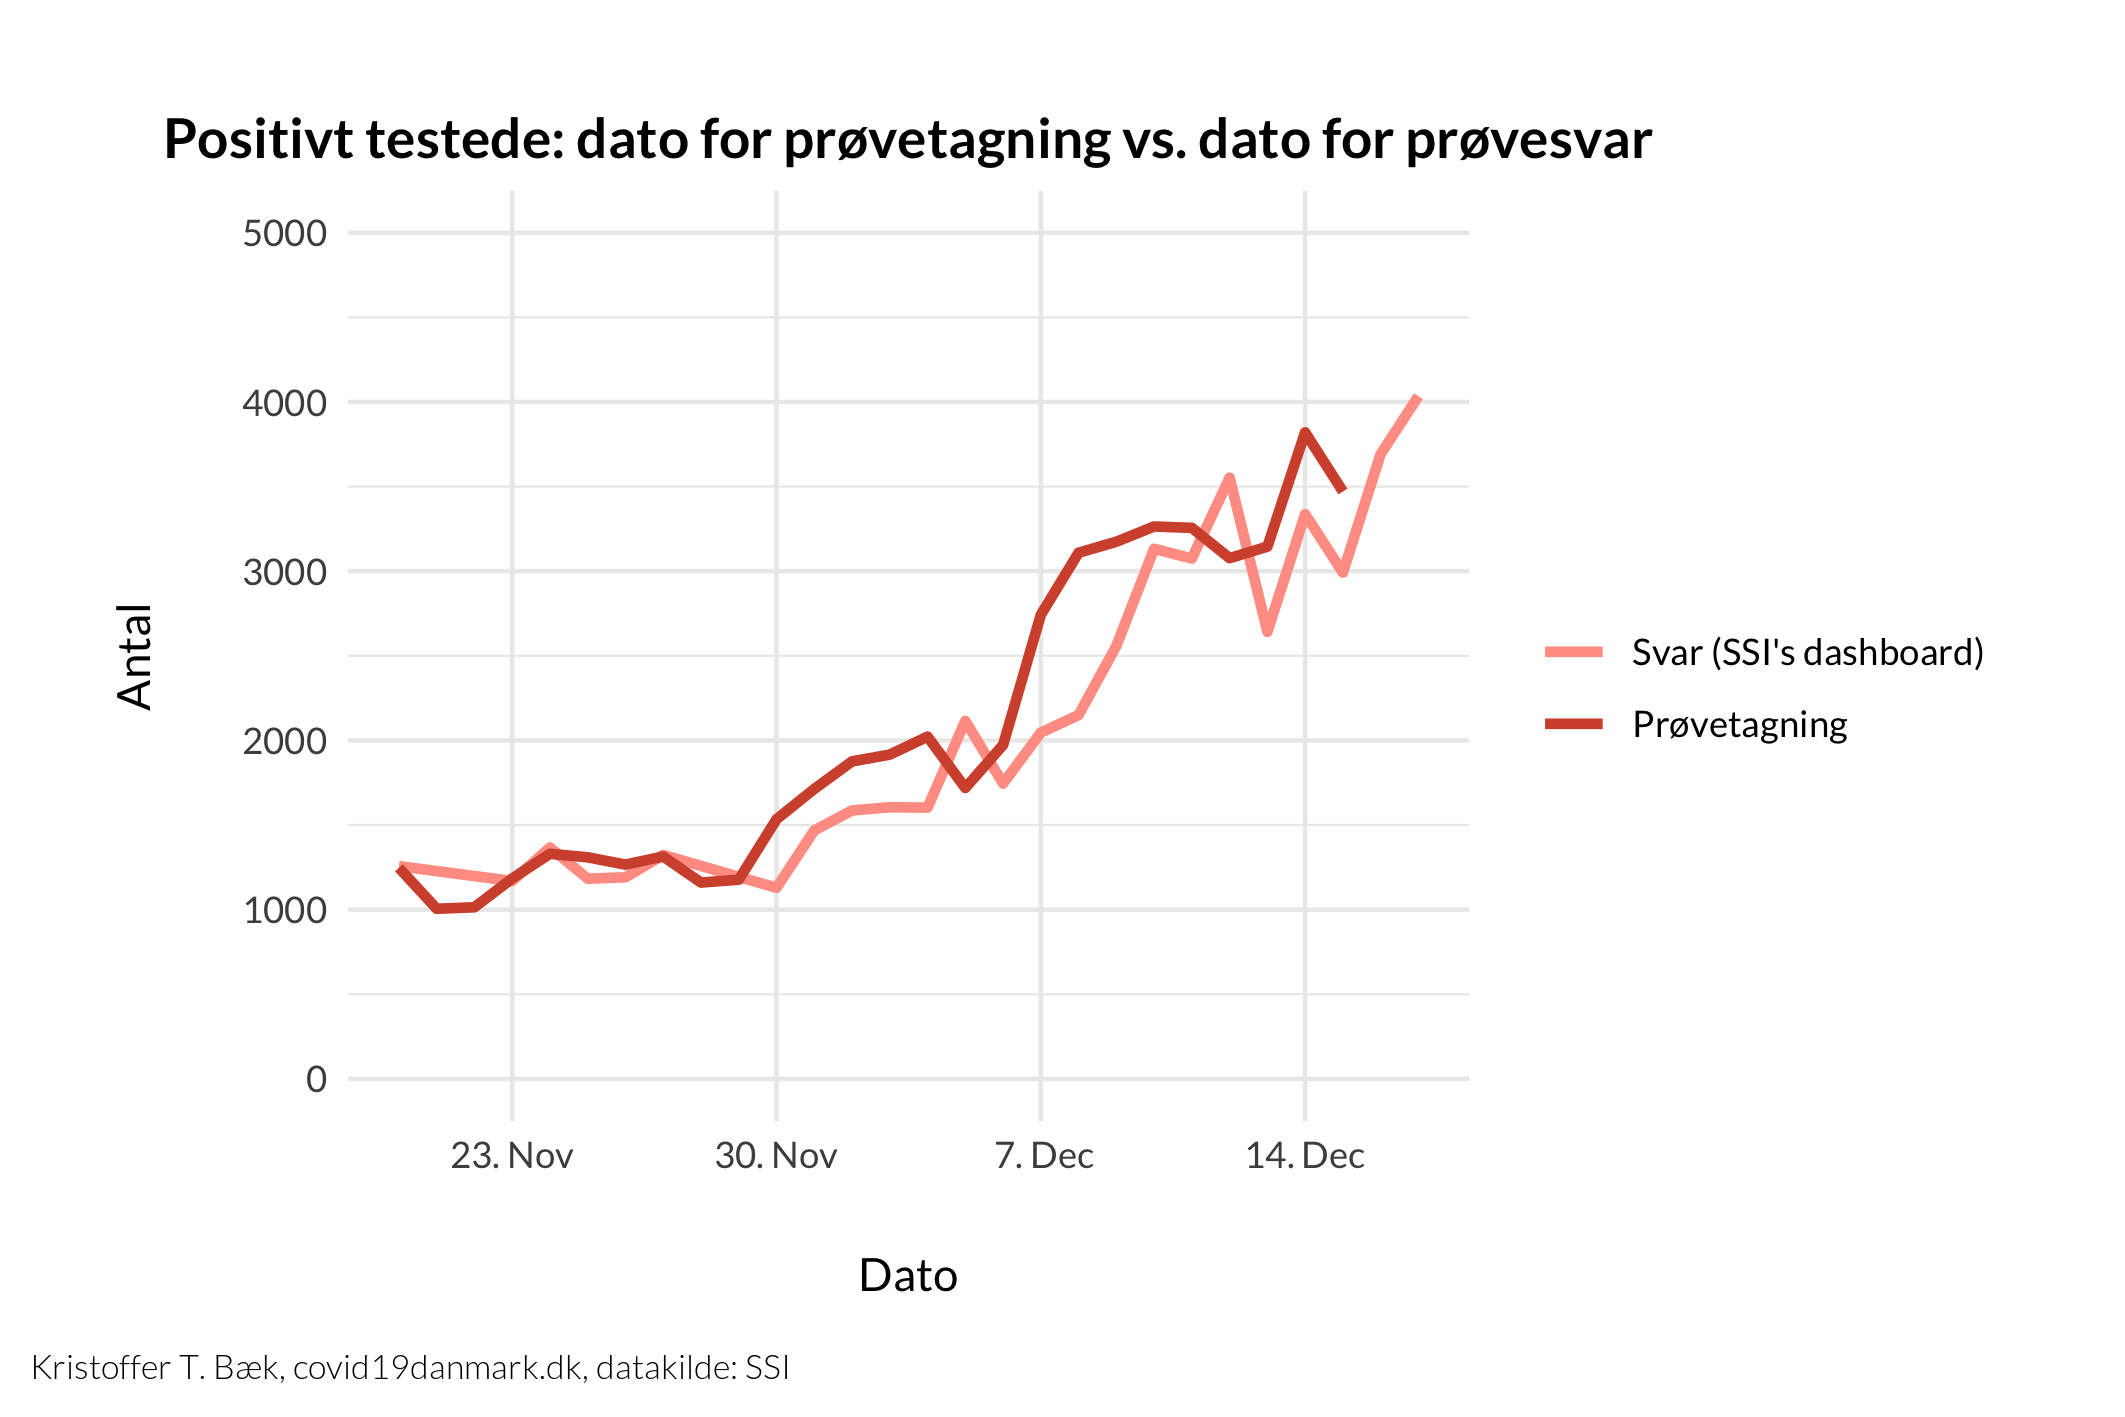 Positivt testede: dato for prøvetagning vs. dato for prøvesvar
5000
4000
3000
2000
1000
0
Antal
23. Nov
30. Nov
7. Dec
14. Dec
Dato
Svar (SSI's dashboard)
Prøvetagning
Kristoffer T. Bæk, covid19danmark.dk, datakilde: SSI